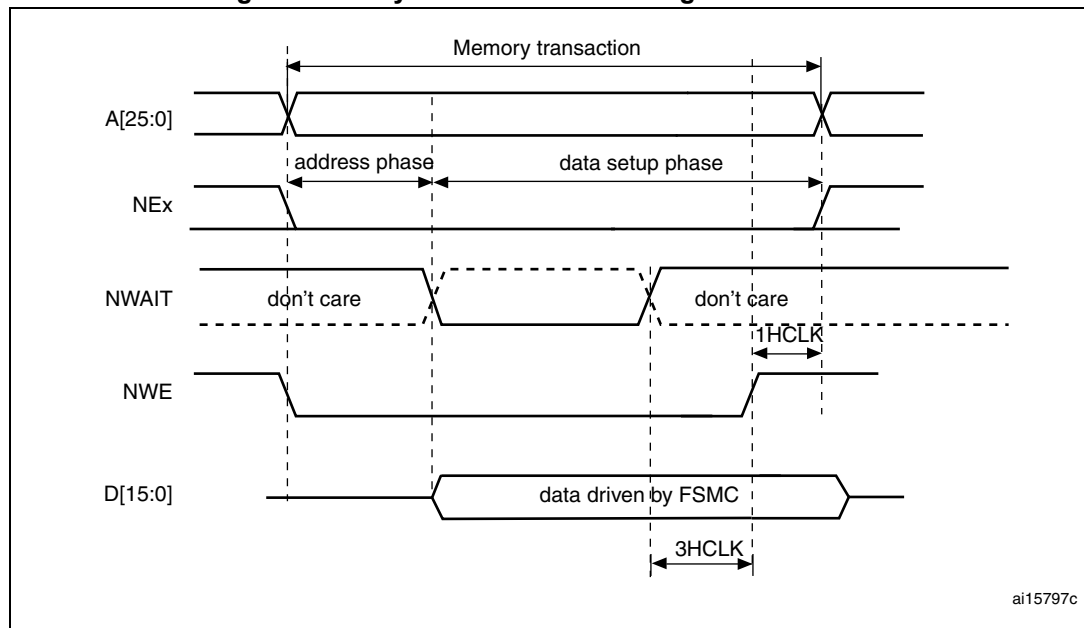 Memory transaction
A[25:0]
address phase
data setup phase
NEx
NWAIT
don't care
don't care
1HCLK
NWE
D[15:0]
data driven by FSMC
3HCLK
ai15797c